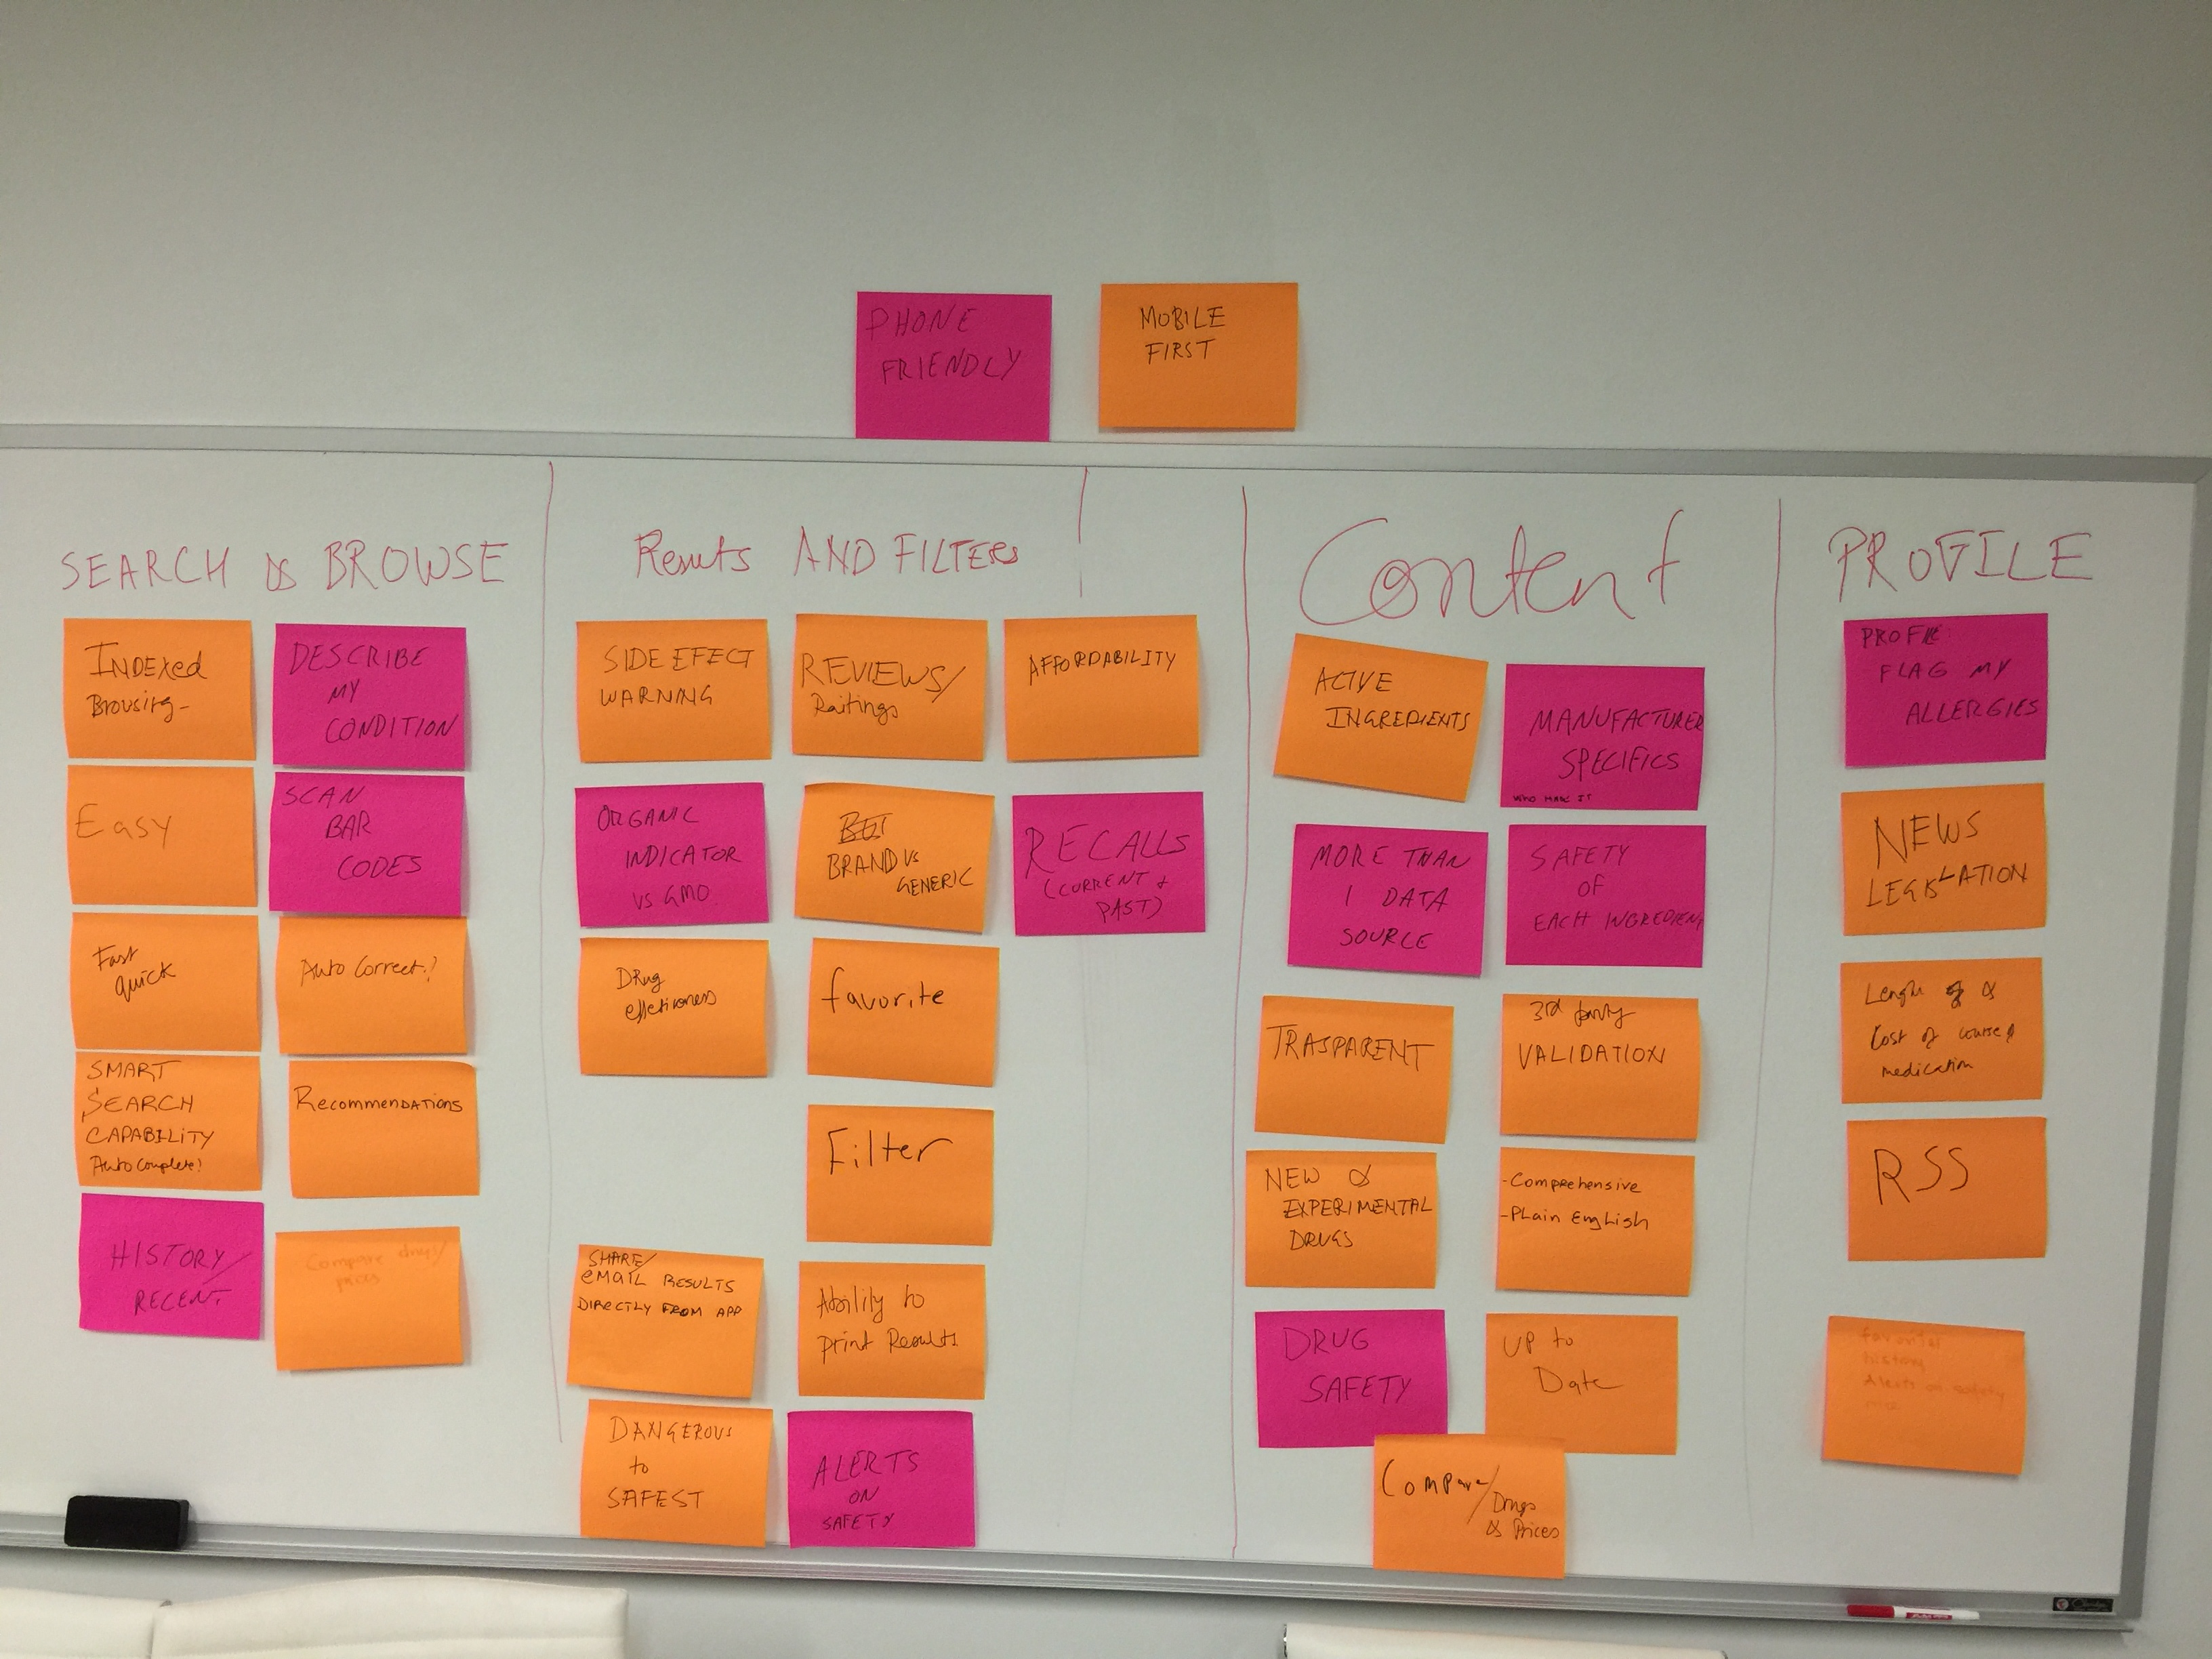 PHONE
FRIENDLY
MOBILE
FIRST
SEARCH & BROWSE
INDEXed
Browsing-
DESCRIBE
MY
CONDITION
Easy
SCAN
BAR
CODES
Fast
quick
Auto Correct?
SMART
SEARCH
CAPABILITY
Auto Complete!
RecommenDATions
HISTORY/
RECENT
Compare drugs/
prices
Results AND FILTERs
SIDE EFECT
WARNING
REVIEWS/
Raitings
AFFORDABILITY
ORGANIC
INDICATOR
VS GMO.
BRAND vs
GENERIC
RECALLS
(CURRENT +
PAST)
DRug
effectiveness
favorite
Filter
SHARE/
eMAIL RESULTS
DIRECTLY FROM APP
Ability to
print Results
DANGEROUS
to
SAFEST
ALERTS
ON
SAFETY
Content
ACTIVE
INGREDIENTS
MANUFACTURER
SPECIFICS
WHO MAKE IT
MORE THAN
1 DATA
SOURCE
SAFETY
OF
EACH INGREDIENT
TRASPARENT
3rd party
VALIDATION
NEW &
EXPERIMENTAL
DRUGS
-Comprehensive
-PLain EngLish
DRUG
SAFETY
UP to
Date
Compare/
Drugs
& Prices
PROFILE
PROFILE:
FLAG MY
ALLERGIES
NEWS
LEGISLATION
Length &
Cost of course of
medication
RSS
favorites
history
Alerts on safety